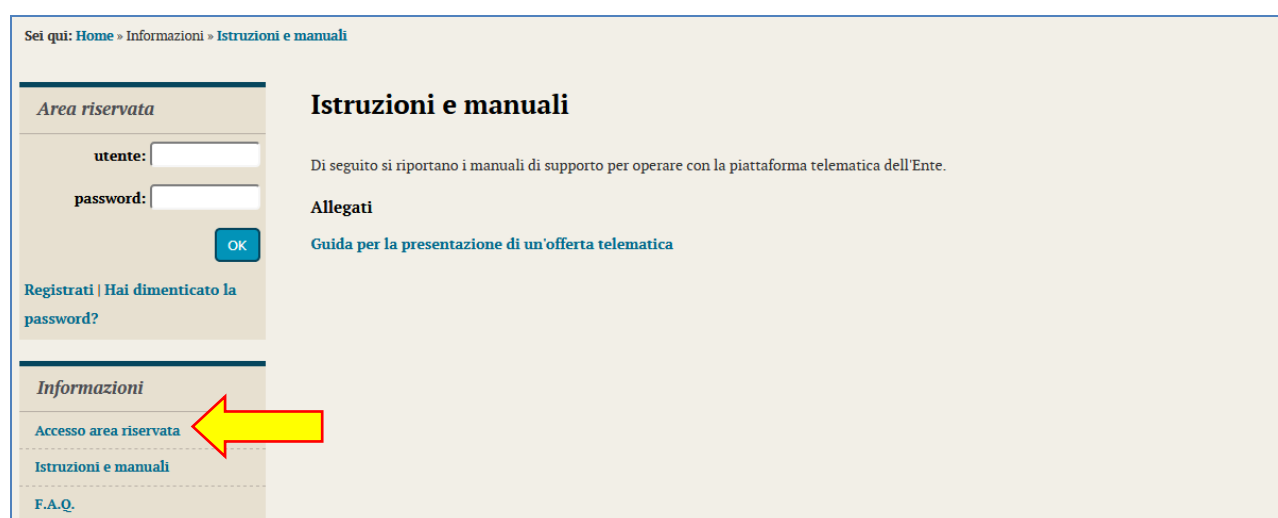 Sei qui: Home » Informazioni » Istruzioni e manuali
Area riservata
utente:
password:
OK
Registrati | Hai dimenticato la
password?
Informazioni
Accesso area riservata
Istruzioni e manuali
F.A.Q.
Istruzioni e manuali
Di seguito si riportano i manuali di supporto per operare con la piattaforma telematica dell'Ente.
Allegati
Guida per la presentazione di un'offerta telematica